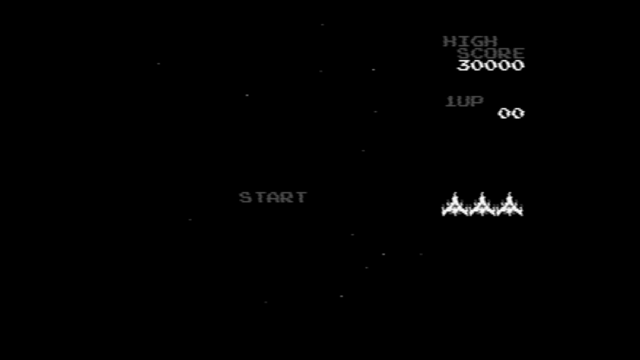 HIGH
SCORE
30000
1UP
00
START